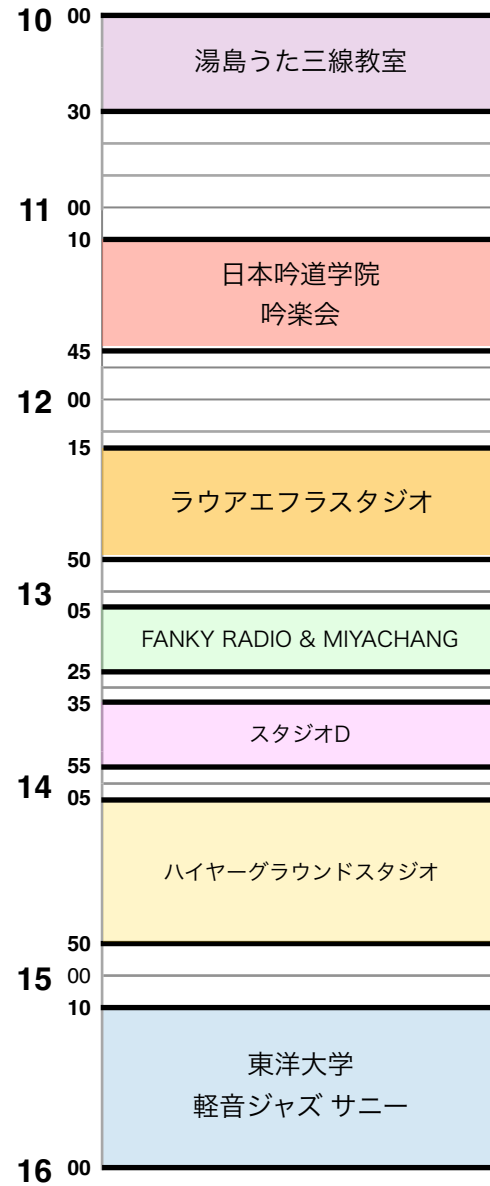 10 00
湯島うた三線教室
30
11 00
10
日本吟道学院
吟楽会
45
12 00
15
ラウアエフラスタジオ
50
13
05
FANKY RADIO & MIYACHANG
25
35
スタジオD
55
14
05
ハイヤーグラウンドスタジオ
50
15 00
10
東洋大学
軽音ジャズ サニー
16 00